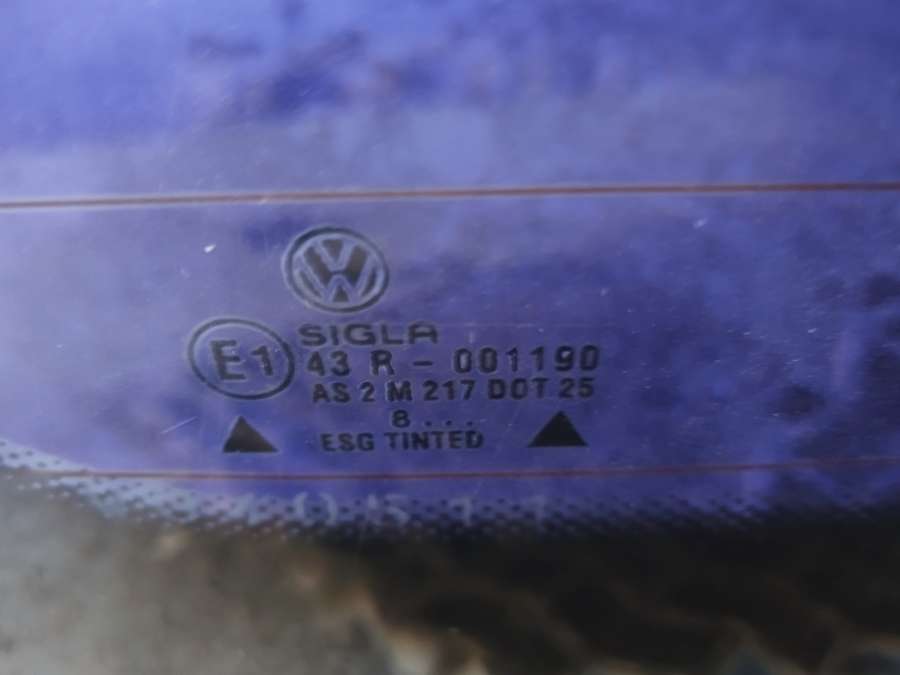 SIGLA
E1 43 R - 001190
AS 2 M 217 DOT 25
8...
ESG TINTED